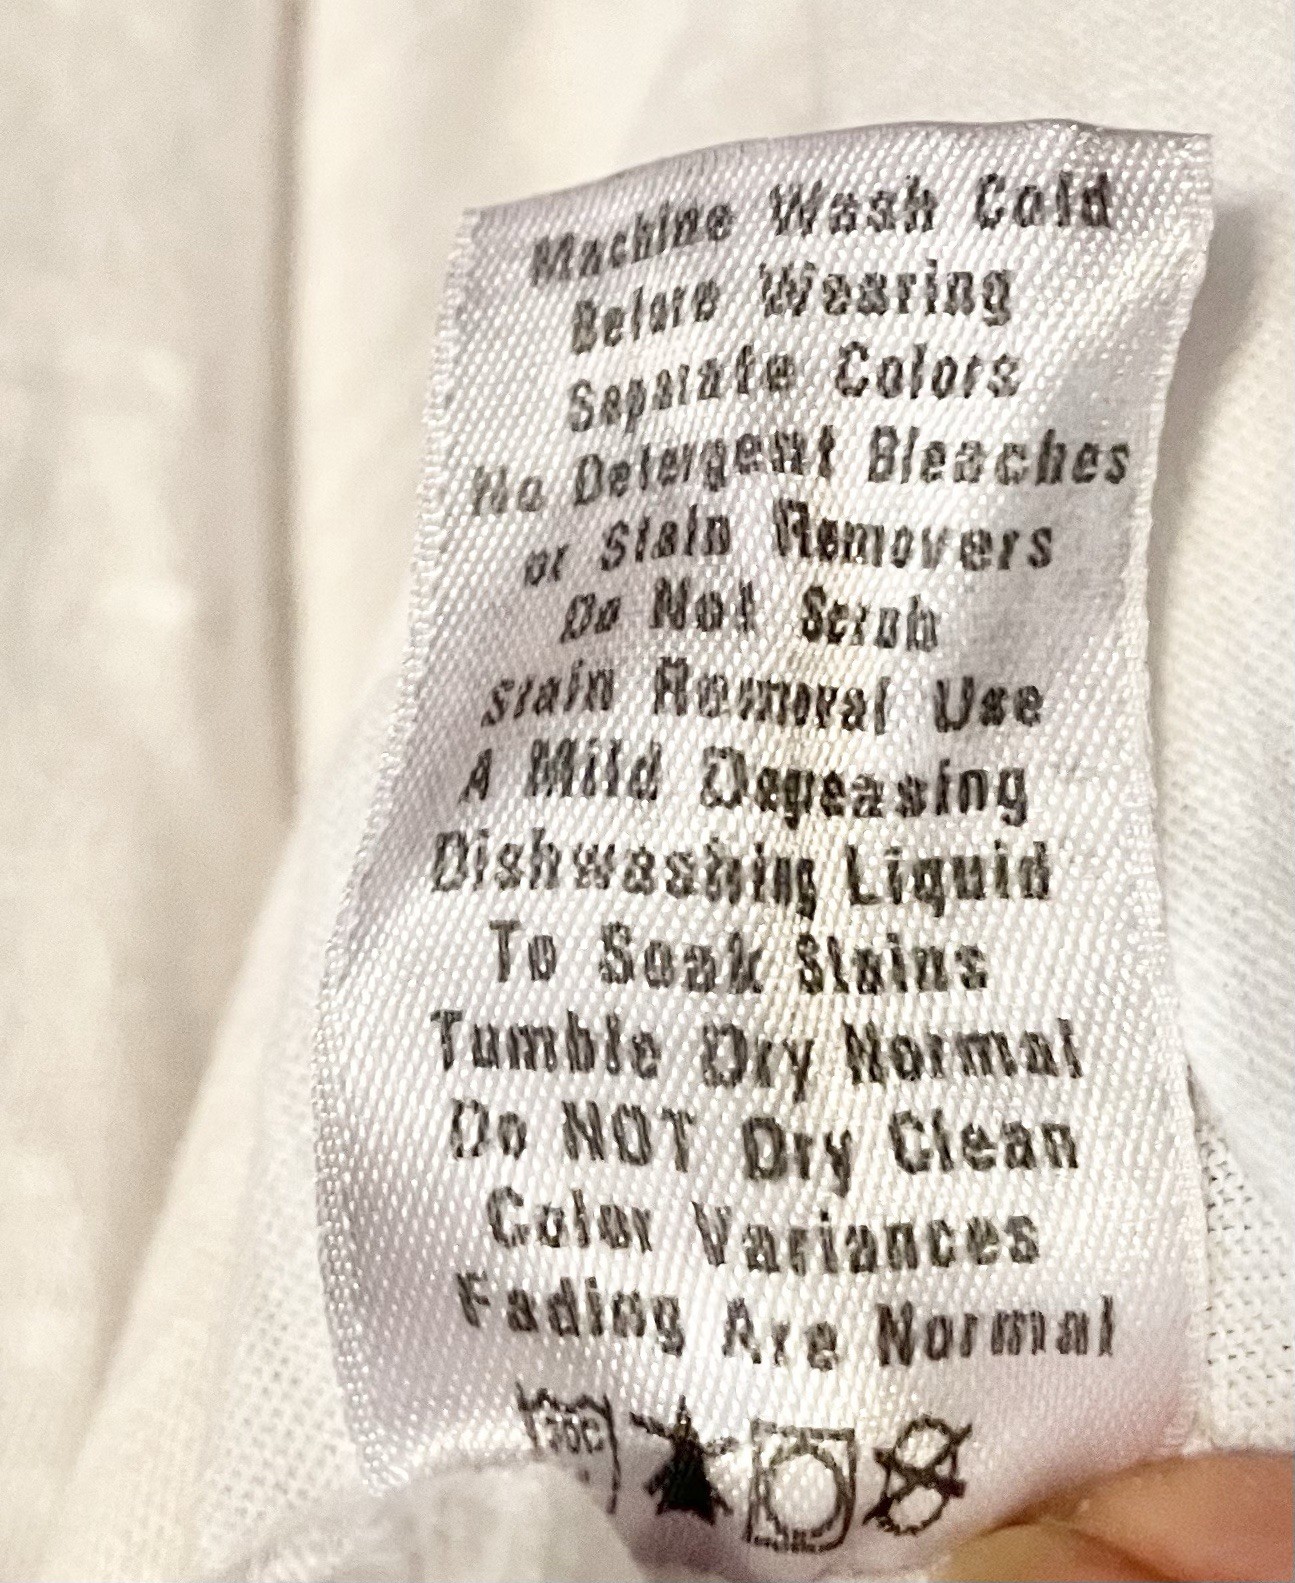 Machine Wash Cold
Before Wearing
Separate Colors
No Detergent Bleaches
or Stain Removers
Do Not Scrub
Stain Removal Use
A Mild Degreasing
Dishwashing Liquid
To Soak Stains
Tumble Dry Normal
Do NOT Dry Clean
Color Variances
Fading Are Normal
30C